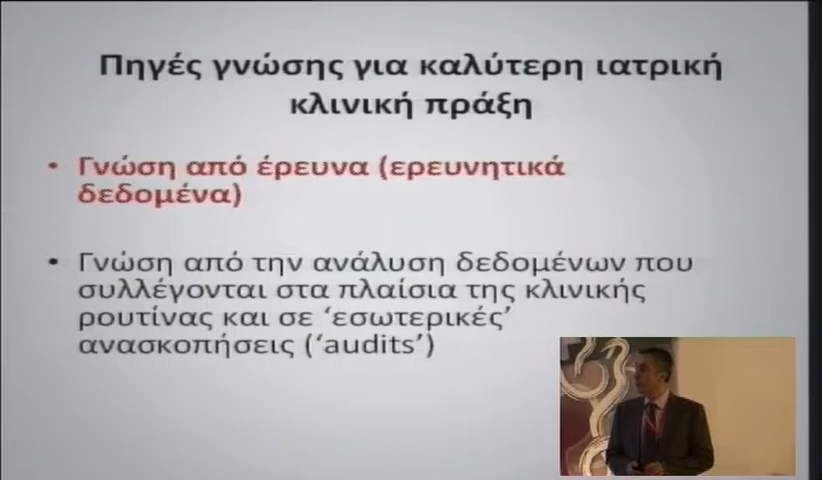 Πηγές γνώσης για καλύτερη ιατρική
κλινική πράξη
• Γνώση από έρευνα (ερευνητικά
δεδομένα)
• Γνώση από την ανάλυση δεδομένων που
συλλέγονται στα πλαίσια της κλινικής
ρουτίνας και σε ‘εσωτερικές’
ανασκοπήσεις (‘audits’)